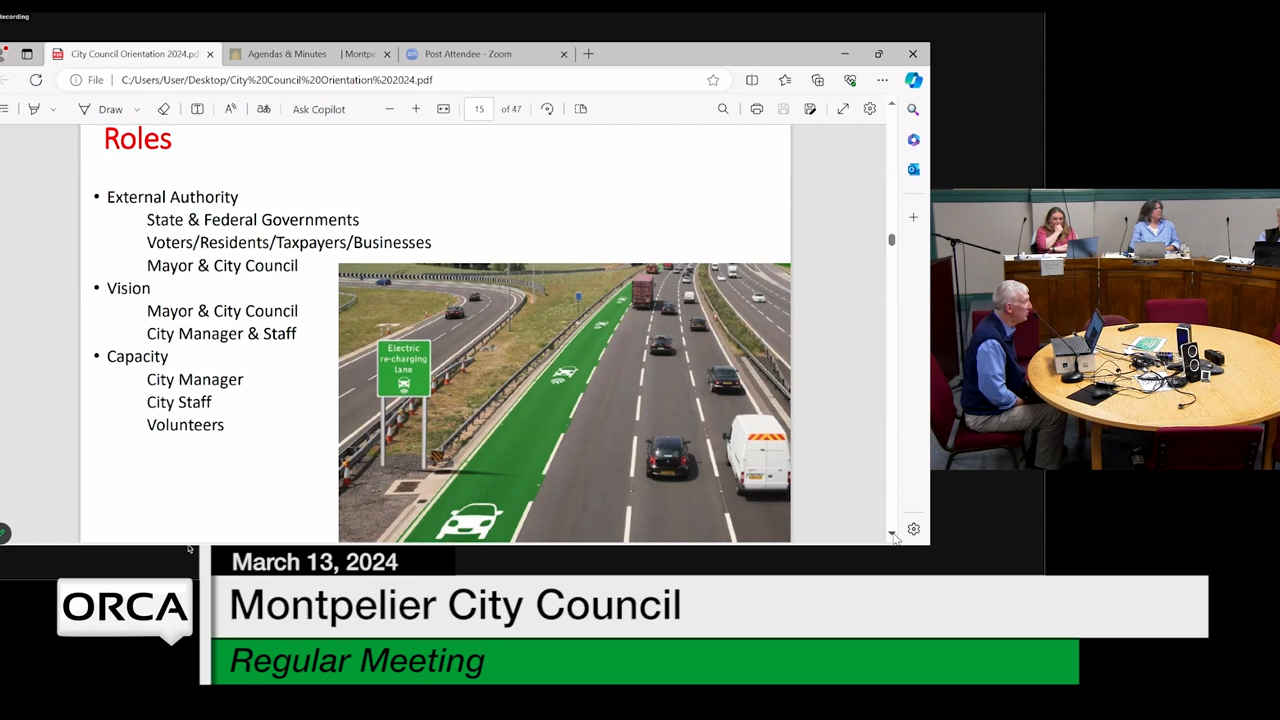 Recording
City Council Orientation 2024.pdf
Agendas & Minutes | Montpe
Post Attendee - Zoom
File
C:/Users/User/Desktop/City%20Council%20Orientation%202024.pdf
Draw
Ask Copilot
15
of 47
Roles
• External Authority
State & Federal Governments
Voters/Residents/Taxpayers/Businesses
Mayor & City Council
• Vision
Mayor & City Council
City Manager & Staff
• Capacity
City Manager
City Staff
Volunteers
Electric
re-charging
lane
March 13, 2024
ORCA
Montpelier City Council
Regular Meeting